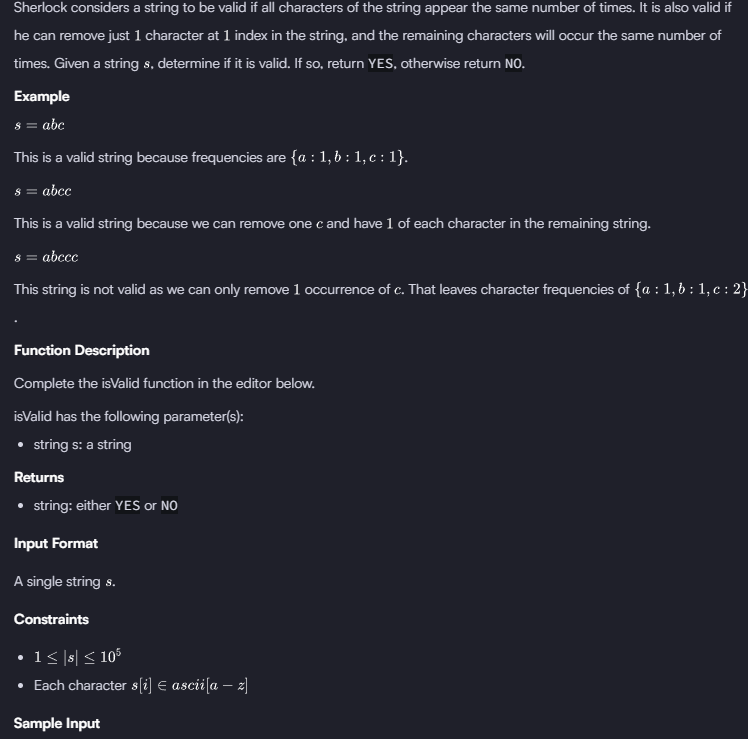 Sherlock considers a string to be valid if all characters of the string appear the same number of times. It is also valid if
he can remove just 1 character at 1 index in the string, and the remaining characters will occur the same number of
times. Given a string s, determine if it is valid. If so, return YES, otherwise return NO.
Example
s = abc
This is a valid string because frequencies are {a : 1, b : 1, c : 1}.
s = abcc
This is a valid string because we can remove one c and have 1 of each character in the remaining string.
s = abccc
This string is not valid as we can only remove 1 occurrence of c. That leaves character frequencies of {a : 1, b : 1, c : 2}
.
Function Description
Complete the isValid function in the editor below.
isValid has the following parameter(s):
• string s: a string
Returns
• string: either YES or NO
Input Format
A single string s.
Constraints
• 1 ≤ |s| ≤ 10⁵
• Each character s[i] ∈ ascii[a − z]
Sample Input